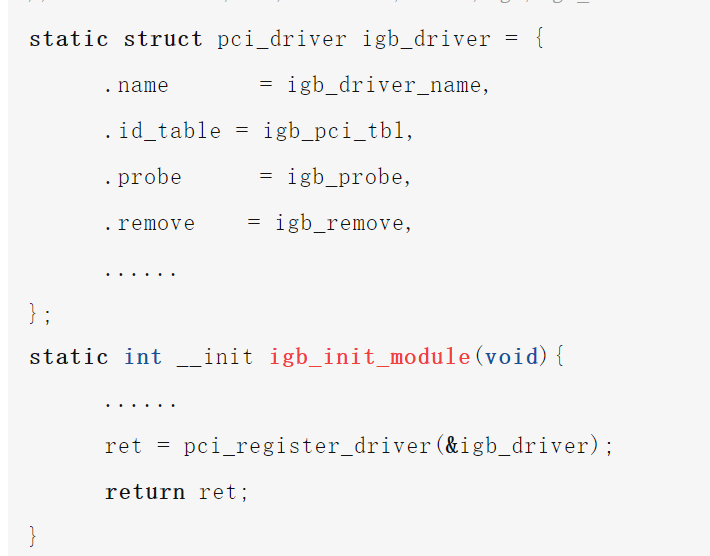 static struct pci_driver igb_driver = {
.name = igb_driver_name,
.id_table = igb_pci_tbl,
.probe = igb_probe,
.remove = igb_remove,
......
};
static int __init igb_init_module(void){
......
ret = pci_register_driver(&igb_driver);
return ret;
}